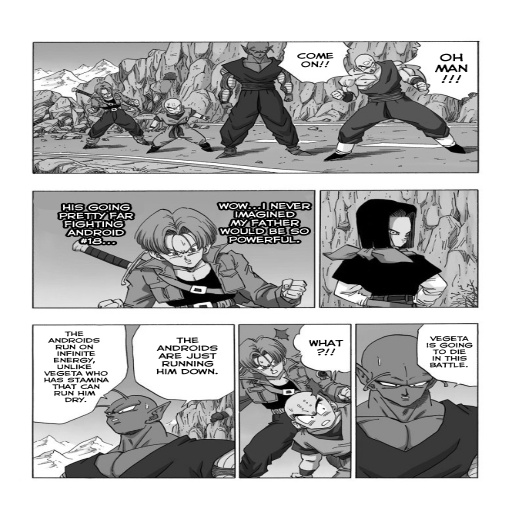 OH
MAN
!!!
COME
ON!!
WOW...I NEVER
IMAGINED
MY FATHER
WOULD BE SO
POWERFUL.
HIS GOING
PRETTY FAR
FIGHTING
ANDROID
#18...
VEGETA
IS GOING
TO DIE
IN THIS
BATTLE.
WHAT
?!!
THE
ANDROIDS
ARE JUST
RUNNING
HIM DOWN.
THE
ANDROIDS
RUN ON
INFINITE
ENERGY,
UNLIKE
VEGETA WHO
HAS STAMINA
THAT CAN
RUN HIM
DRY.